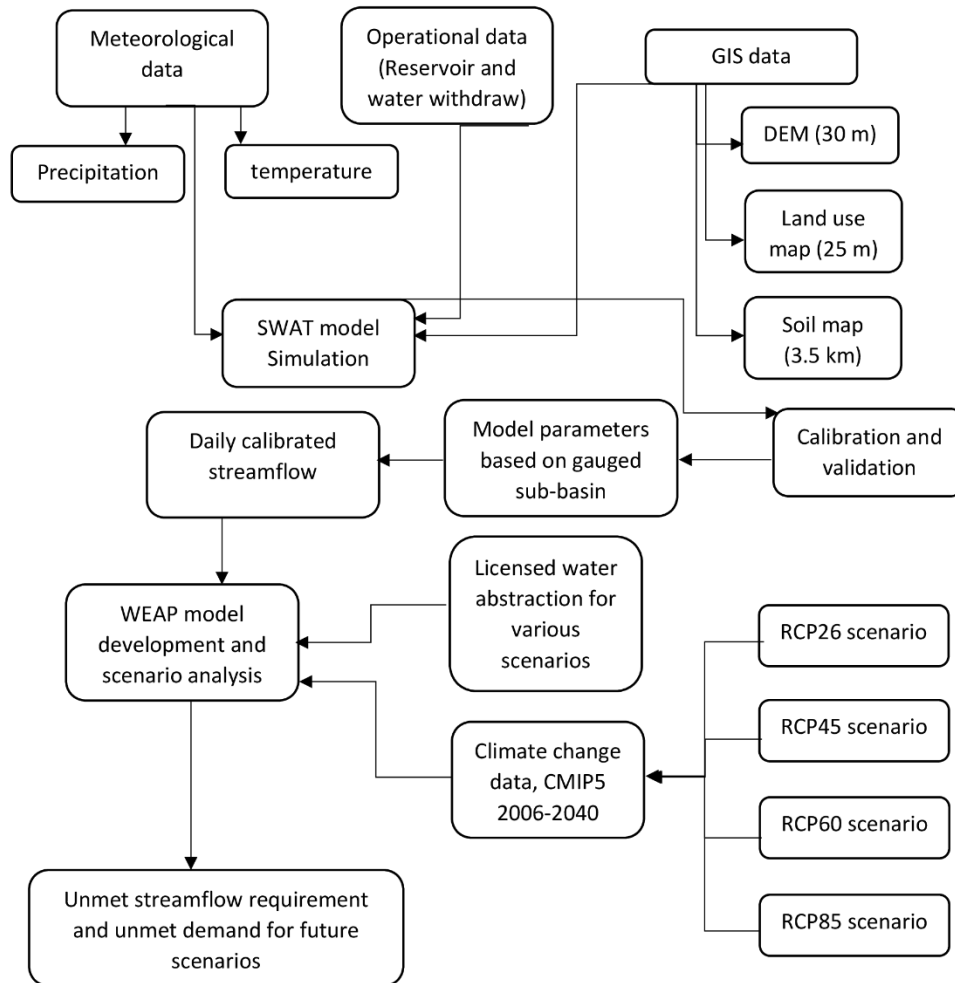 Meteorological
data
Operational data
(Reservoir and
water withdraw)
GIS data
Precipitation
temperature
DEM (30 m)
Land use
map (25 m)
Soil map
(3.5 km)
SWAT model
Simulation
Daily calibrated
streamflow
Model parameters
based on gauged
sub-basin
Calibration and
validation
WEAP model
development and
scenario analysis
Licensed water
abstraction for
various
scenarios
Climate change
data, CMIP5
2006-2040
RCP26 scenario
RCP45 scenario
RCP60 scenario
RCP85 scenario
Unmet streamflow requirement
and unmet demand for future
scenarios